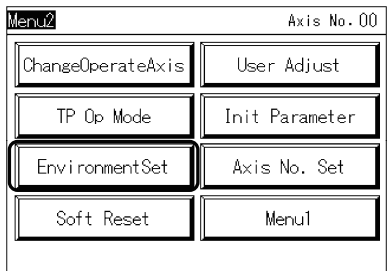 Menu2 Axis No.00
ChangeOperateAxis User Adjust
TP Op Mode Init Parameter
EnvironmentSet Axis No. Set
Soft Reset Menu1